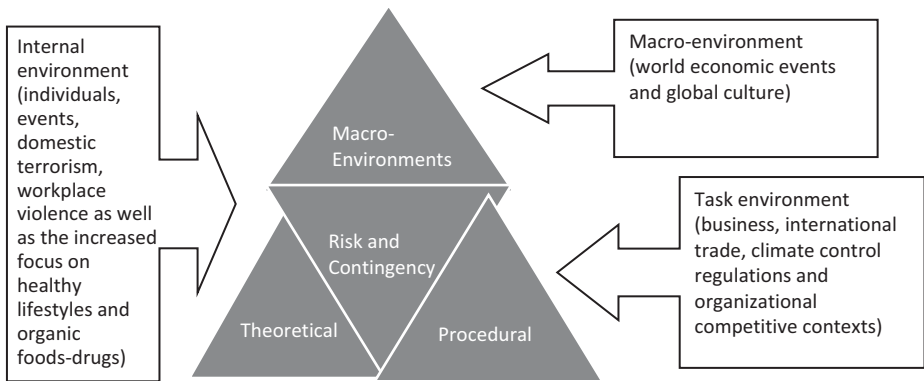 Internal
environment
(individuals,
events,
domestic
terrorism,
workplace
violence as well
as the increased
focus on
healthy
lifestyles and
organic
foods-drugs)
Macro-
Environments
Risk and
Contingency
Theoretical
Procedural
Macro-environment
(world economic events
and global culture)
Task environment
(business, international
trade, climate control
regulations and
organizational
competitive contexts)